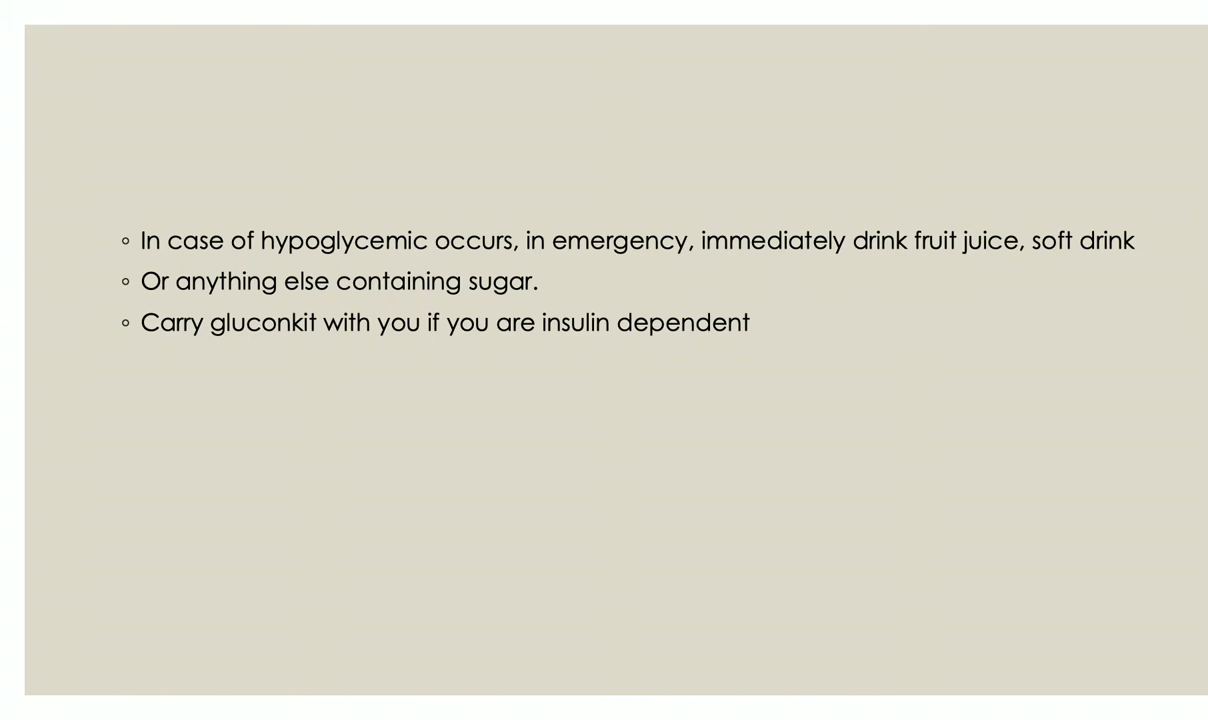 ◦ In case of hypoglycemic occurs, in emergency, immediately drink fruit juice, soft drink
◦ Or anything else containing sugar.
◦ Carry gluconkit with you if you are insulin dependent